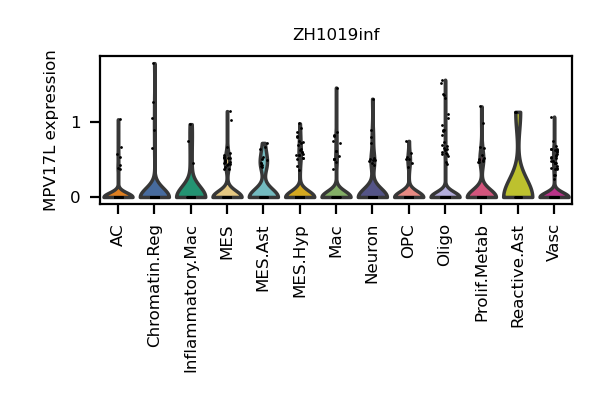 ZH1019inf
MPV17L expression
1
0
AC
Chromatin.Reg
Inflammatory.Mac
MES
MES.Ast
MES.Hyp
Mac
Neuron
OPC
Oligo
Prolif.Metab
Reactive.Ast
Vasc